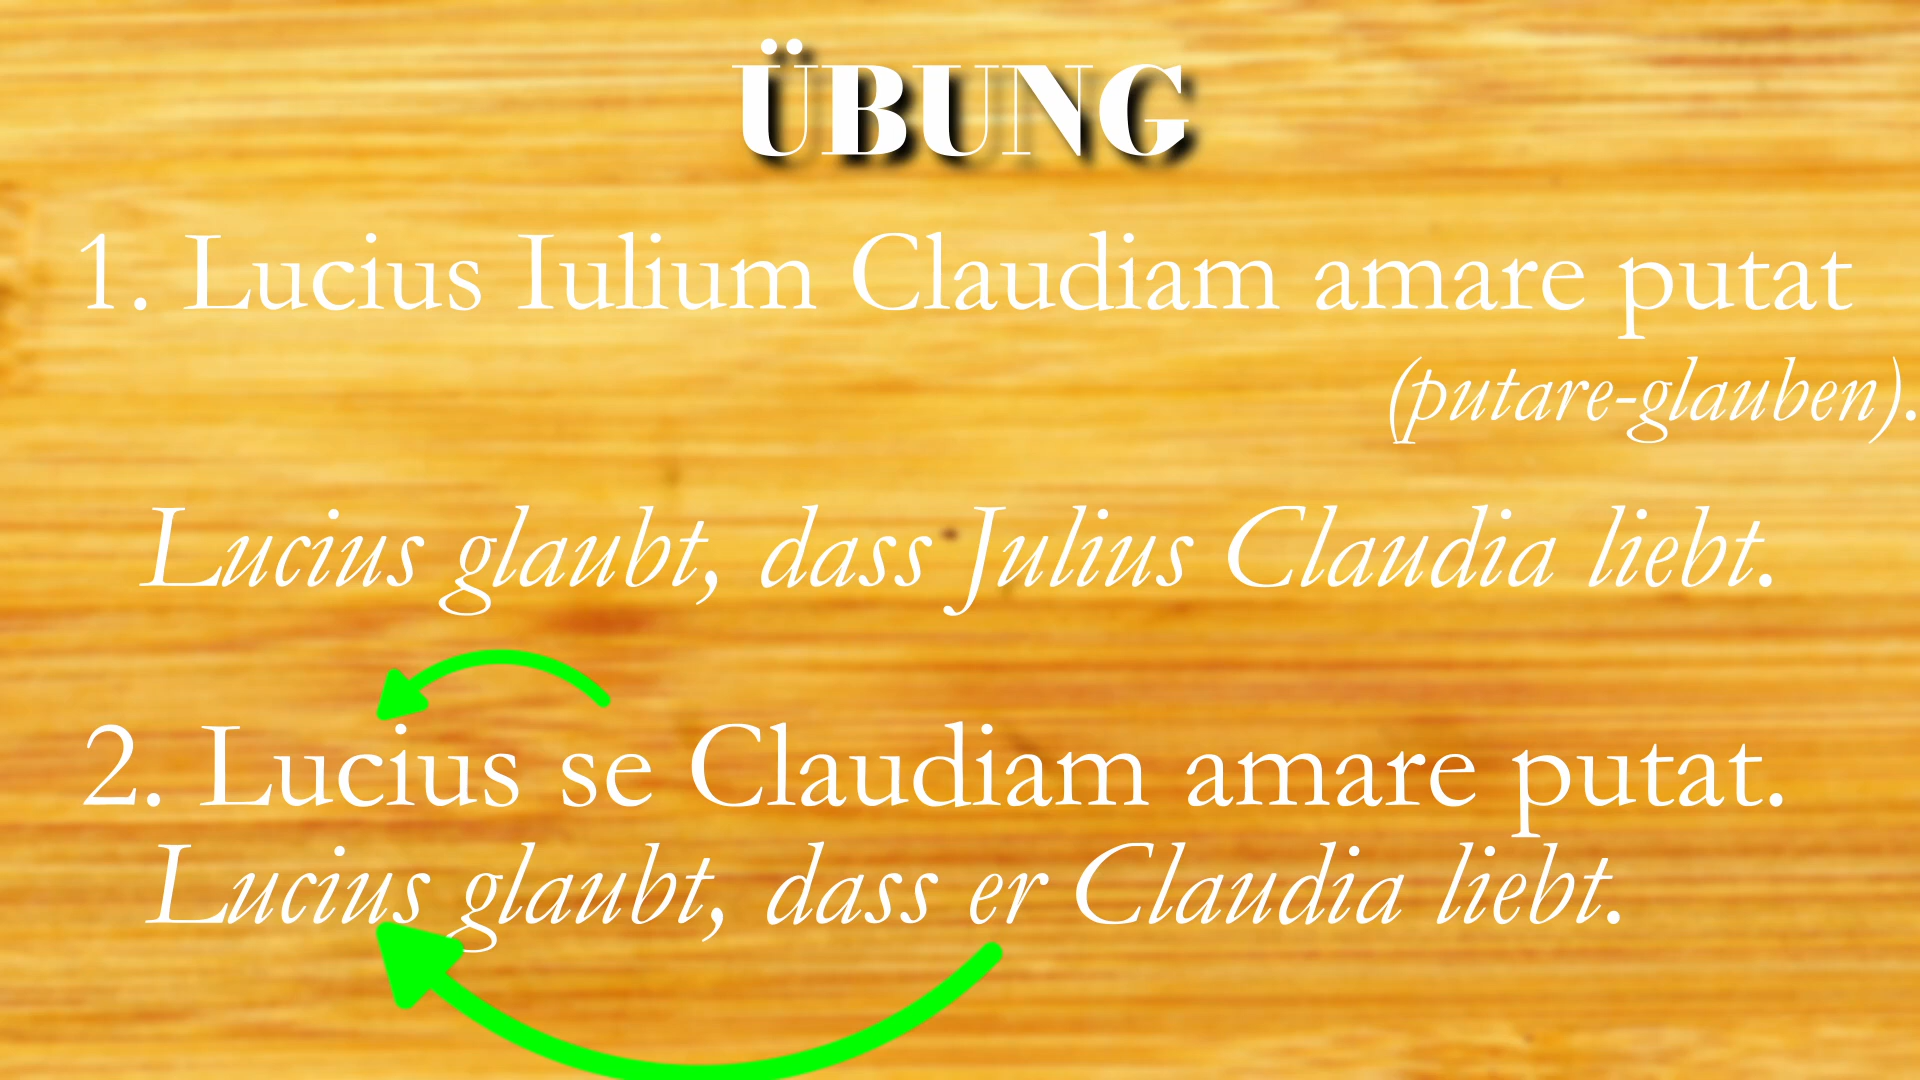 ÜBUNG
1. Lucius Iulium Claudiam amare putat
(putare-glauben).
Lucius glaubt, dass Julius Claudia liebt.
2. Lucius se Claudiam amare putat.
Lucius glaubt, dass er Claudia liebt.